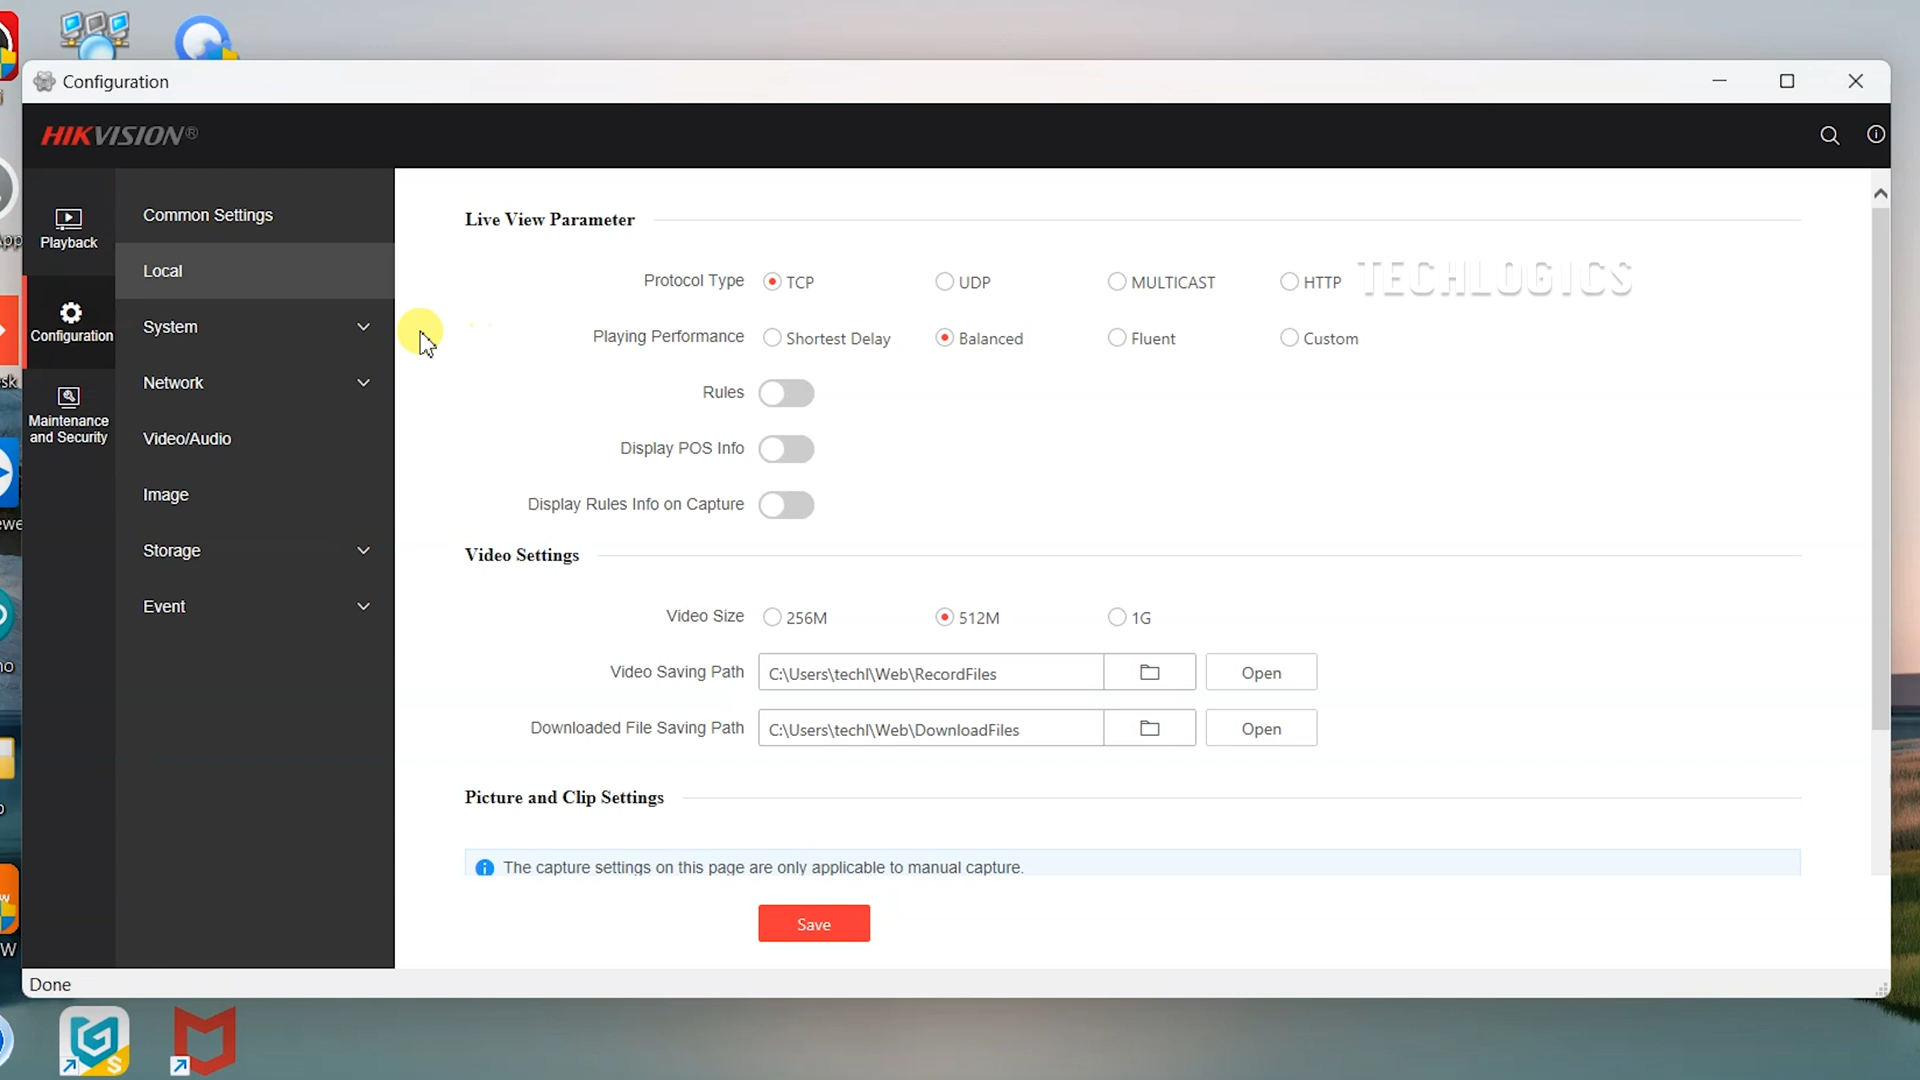 Configuration
HIKVISION®
Playback
Configuration
Maintenance
and Security
Common Settings
Local
System
Network
Video/Audio
Image
Storage
Event
Live View Parameter
Protocol Type TCP UDP MULTICAST HTTP
TECHLOGICS
Playing Performance Shortest Delay Balanced Fluent Custom
Rules
Display POS Info
Display Rules Info on Capture
Video Settings
Video Size 256M 512M 1G
Video Saving Path C:\Users\techl\Web\RecordFiles Open
Downloaded File Saving Path C:\Users\techl\Web\DownloadFiles Open
Picture and Clip Settings
The capture settings on this page are only applicable to manual capture.
Save
Done